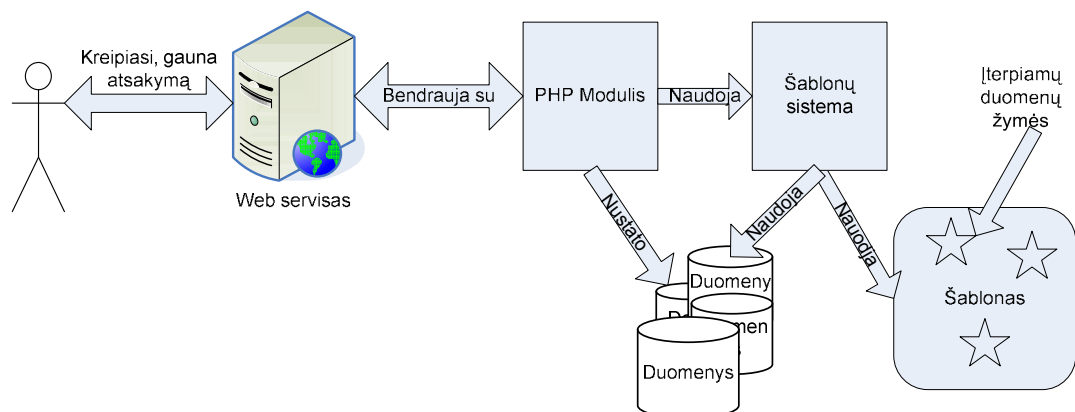 Kreipiasi, gauna
atsakymą
Web servisas
Bendrauja su
PHP Modulis
Naudoja
Šablonų
sistema
Įterpiamų
duomenų
žymės
Nustato
Naudoja
Nauodja
Duomeny
Duomenys
Šablonas